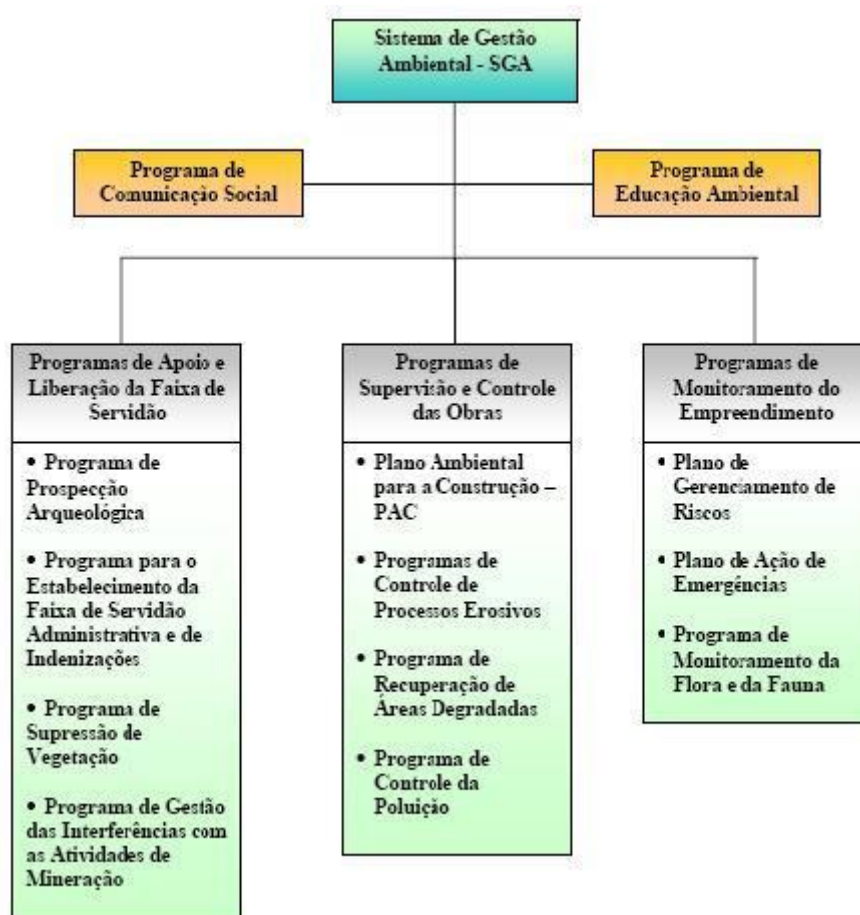 Sistema de Gestão
Ambiental - SGA
Programa de
Comunicação Social
Programa de
Educação Ambiental
Programas de Apoio e
Liberação da Faixa de
Servidão
• Programa de
Prospecção
Arqueológica
• Programa para o
Estabelecimento da
Faixa de Servidão
Administrativa e de
Indenizações
• Programa de
Supressão de
Vegetação
• Programa de Gestão
das Interferências com
as Atividades de
Mineração
Programas de
Supervisão e Controle
das Obras
• Plano Ambiental
para a Construção –
PAC
• Programas de
Controle de
Processos Erosivos
• Programa de
Recuperação de
Áreas Degradadas
• Programa de
Controle da
Poluição
Programas de
Monitoramento do
Empreendimento
• Plano de
Gerenciamento de
Riscos
• Plano de Ação de
Emergências
• Programa de
Monitoramento da
Flora e da Fauna